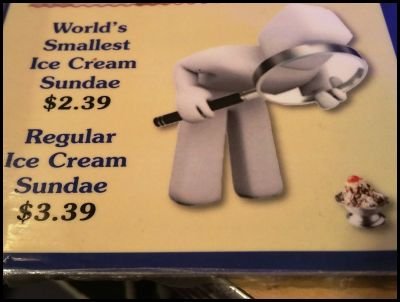 World's
Smallest
Ice Cream
Sundae
$2.39
Regular
Ice Cream
Sundae
$3.39